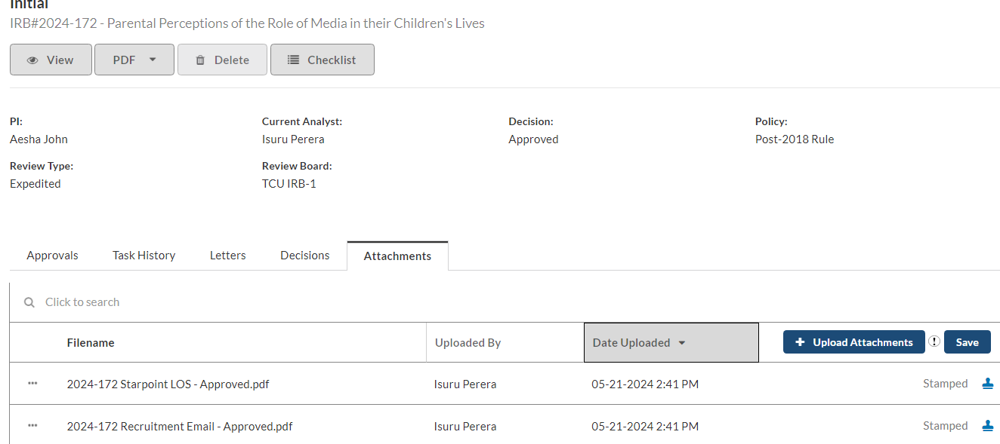 Initial
IRB#2024-172 - Parental Perceptions of the Role of Media in their Children's Lives
View PDF Delete Checklist
PI: Current Analyst: Decision: Policy:
Aesha John Isuru Perera Approved Post-2018 Rule
Review Type: Review Board:
Expedited TCU IRB-1
Approvals Task History Letters Decisions Attachments
Click to search
Filename Uploaded By Date Uploaded + Upload Attachments ! Save
... 2024-172 Starpoint LOS - Approved.pdf Isuru Perera 05-21-2024 2:41 PM Stamped
... 2024-172 Recruitment Email - Approved.pdf Isuru Perera 05-21-2024 2:41 PM Stamped